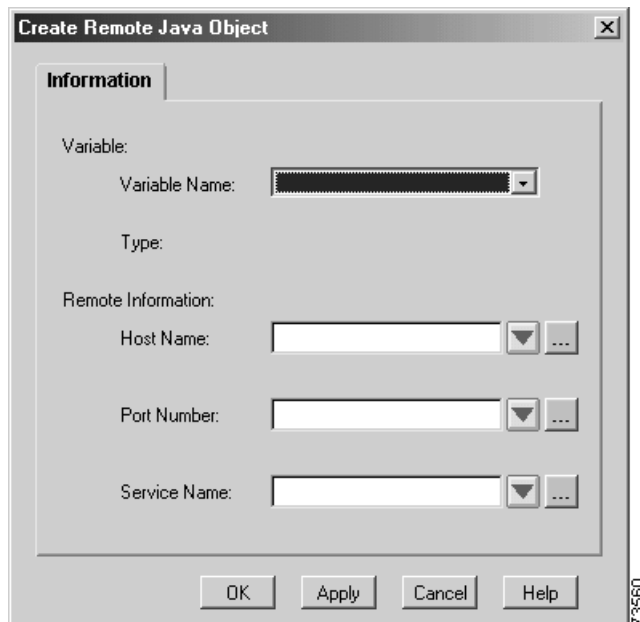 Create Remote Java Object
Information
Variable:
Variable Name:
Type:
Remote Information:
Host Name:
...
Port Number:
...
Service Name:
...
OK Apply Cancel Help
73560